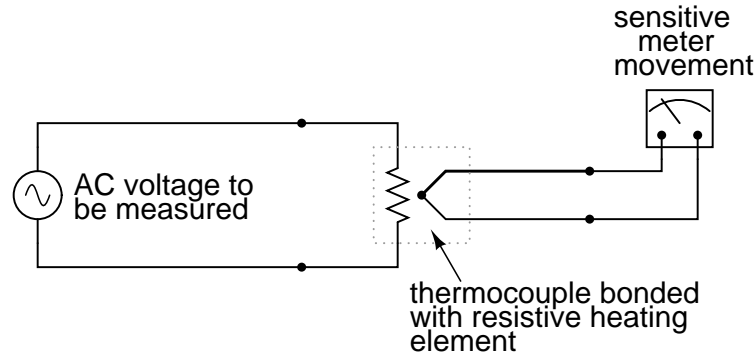 sensitive
meter
movement
AC voltage to
be measured
thermocouple bonded
with resistive heating
element